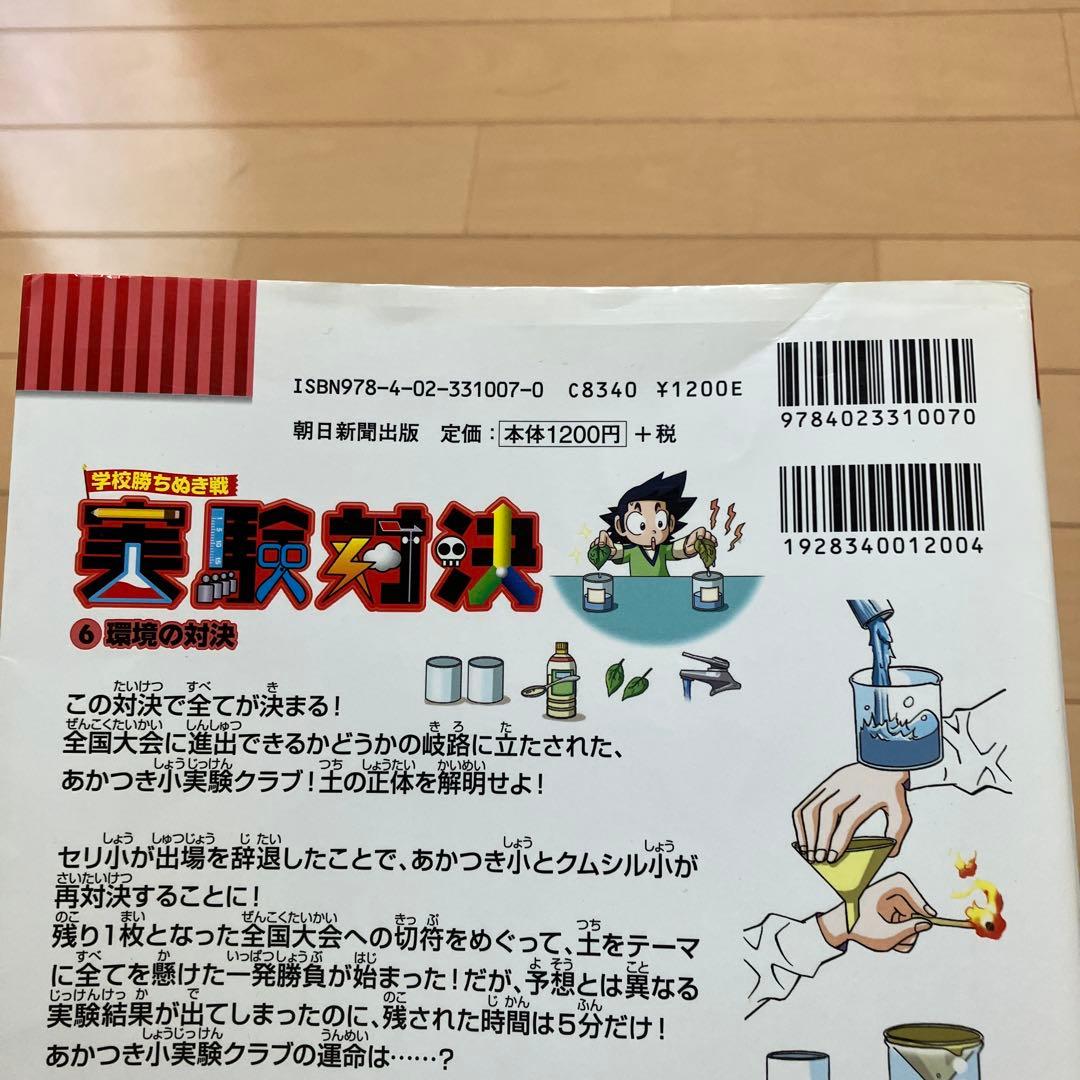 ISBN978-4-02-331007-0 C8340 ¥1200E
朝日新聞出版 定価：本体1200円＋税
9784023310070
1928340012004
学校勝ちぬき戦
実験対決
6 環境の対決
この対決で全てが決まる！
全国大会に進出できるかどうかの岐路に立たされた、
あかつき小実験クラブ！土の正体を解明せよ！
セリ小が出場を辞退したことで、あかつき小とクムシル小が
再対決することに！
残り1枚となった全国大会への切符をめぐって、土をテーマ
に全てを懸けた一発勝負が始まった！だが、予想とは異なる
実験結果が出てしまったのに、残された時間は5分だけ！
あかつき小実験クラブの運命は……？